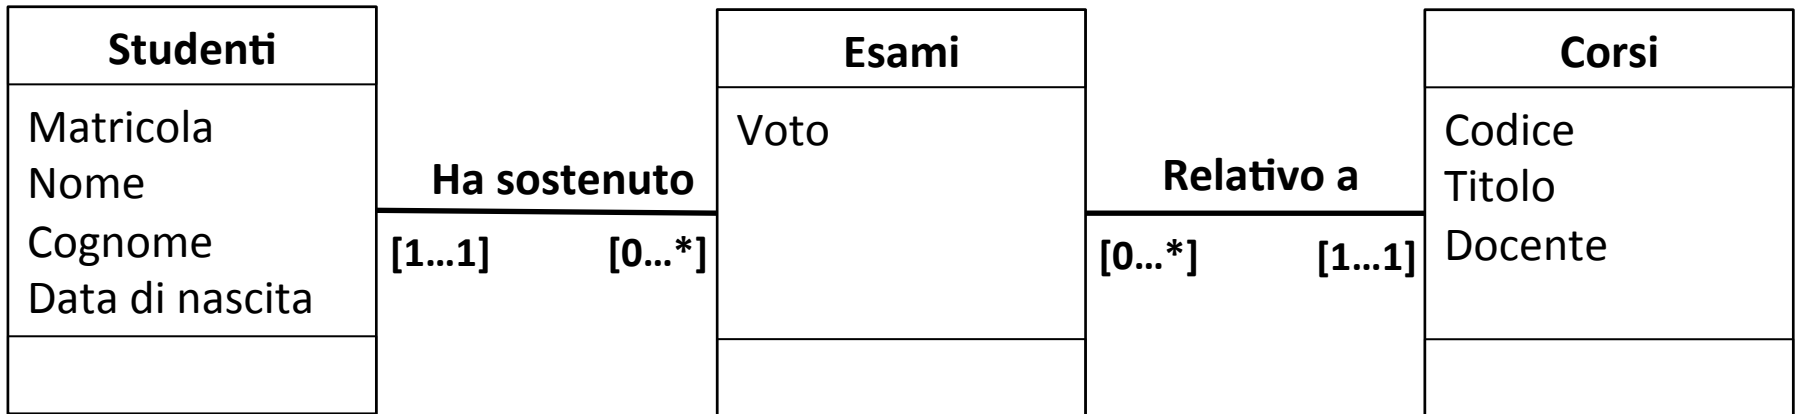 Studenti
Matricola
Nome
Cognome
Data di nascita
Ha sostenuto
[1...1]
[0...*]
Esami
Voto
Relativo a
[0...*]
[1...1]
Corsi
Codice
Titolo
Docente